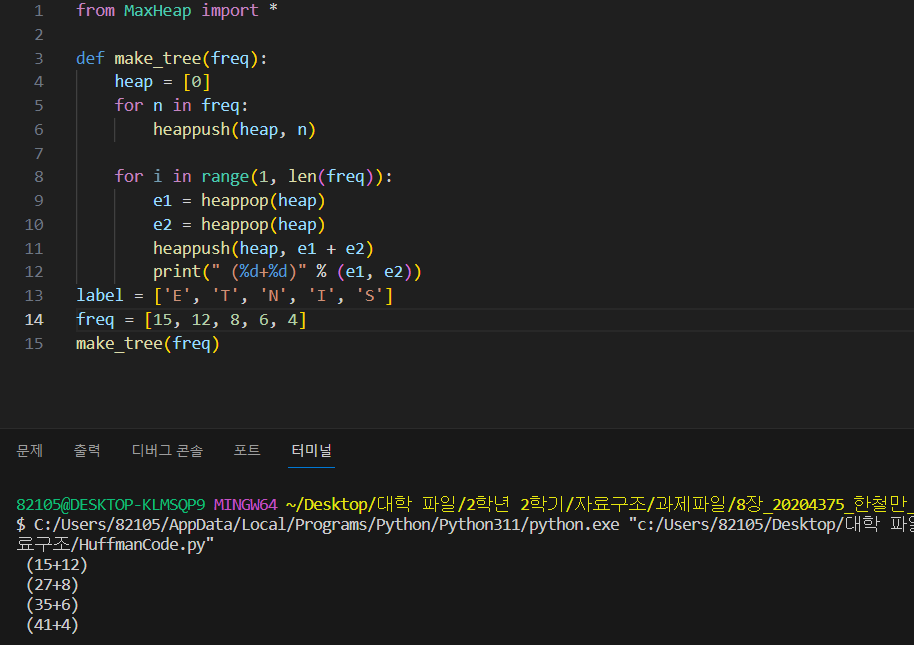 1 from MaxHeap import *
2
3 def make_tree(freq):
4 heap = [0]
5 for n in freq:
6 heappush(heap, n)
7
8 for i in range(1, len(freq)):
9 e1 = heappop(heap)
10 e2 = heappop(heap)
11 heappush(heap, e1 + e2)
12 print(" (%d+%d)" % (e1, e2))
13 label = ['E', 'T', 'N', 'I', 'S']
14 freq = [15, 12, 8, 6, 4]
15 make_tree(freq)
문제 출력 디버그 콘솔 포트 터미널
82105@DESKTOP-KLMSQP9 MINGW64 ~/Desktop/대학 파일/2학년 2학기/자료구조/과제파일/8장_20204375_한철만_
$ C:/Users/82105/AppData/Local/Programs/Python/Python311/python.exe "c:/Users/82105/Desktop/대학 파일
료구조/HuffmanCode.py"
(15+12)
(27+8)
(35+6)
(41+4)